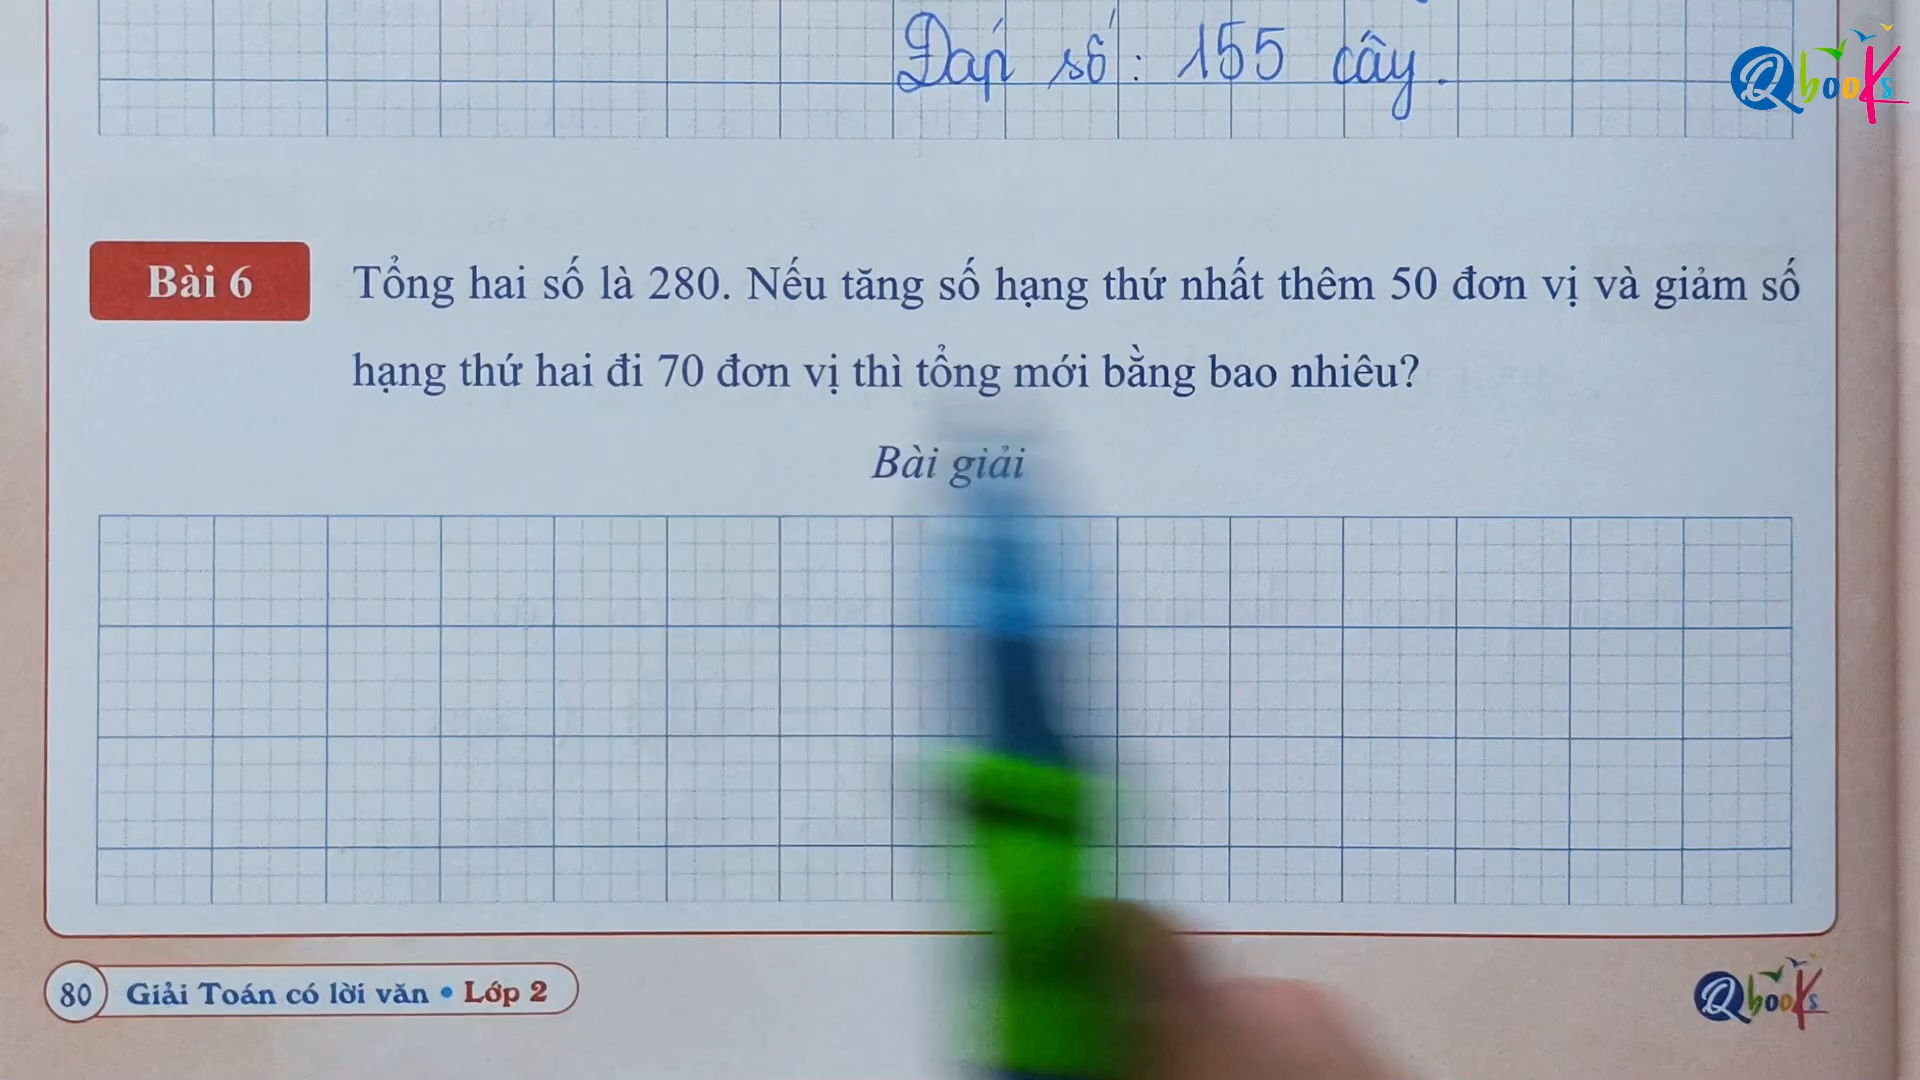 Đáp số: 155 cây.
Qbooks
Bài 6
Tổng hai số là 280. Nếu tăng số hạng thứ nhất thêm 50 đơn vị và giảm số
hạng thứ hai đi 70 đơn vị thì tổng mới bằng bao nhiêu?
Bài giải
80 Giải Toán có lời văn • Lớp 2
Qbooks